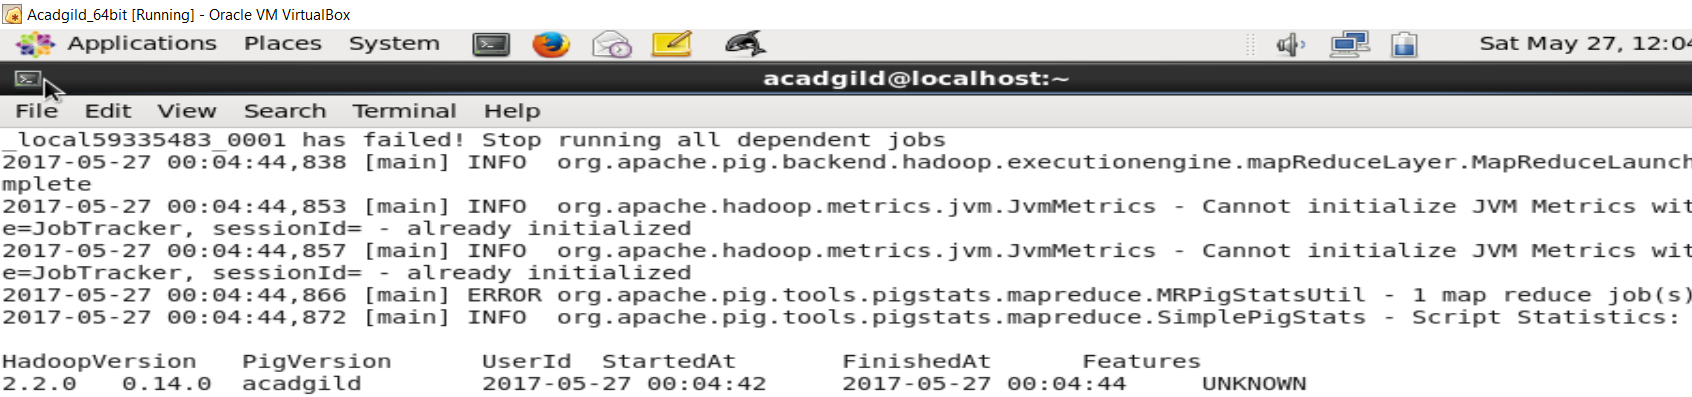 Acadgild_64bit [Running] - Oracle VM VirtualBox
Applications Places System Sat May 27, 12:04
acadgild@localhost:~
File Edit View Search Terminal Help
_local59335483_0001 has failed! Stop running all dependent jobs
2017-05-27 00:04:44,838 [main] INFO  org.apache.pig.backend.hadoop.executionengine.mapReduceLayer.MapReduceLaunch
mplete
2017-05-27 00:04:44,853 [main] INFO  org.apache.hadoop.metrics.jvm.JvmMetrics - Cannot initialize JVM Metrics wit
e=JobTracker, sessionId= - already initialized
2017-05-27 00:04:44,857 [main] INFO  org.apache.hadoop.metrics.jvm.JvmMetrics - Cannot initialize JVM Metrics wit
e=JobTracker, sessionId= - already initialized
2017-05-27 00:04:44,866 [main] ERROR org.apache.pig.tools.pigstats.mapreduce.MRPigStatsUtil - 1 map reduce job(s)
2017-05-27 00:04:44,872 [main] INFO  org.apache.pig.tools.pigstats.mapreduce.SimplePigStats - Script Statistics:
HadoopVersion PigVersion UserId StartedAt FinishedAt Features
2.2.0 0.14.0 acadgild 2017-05-27 00:04:42 2017-05-27 00:04:44 UNKNOWN